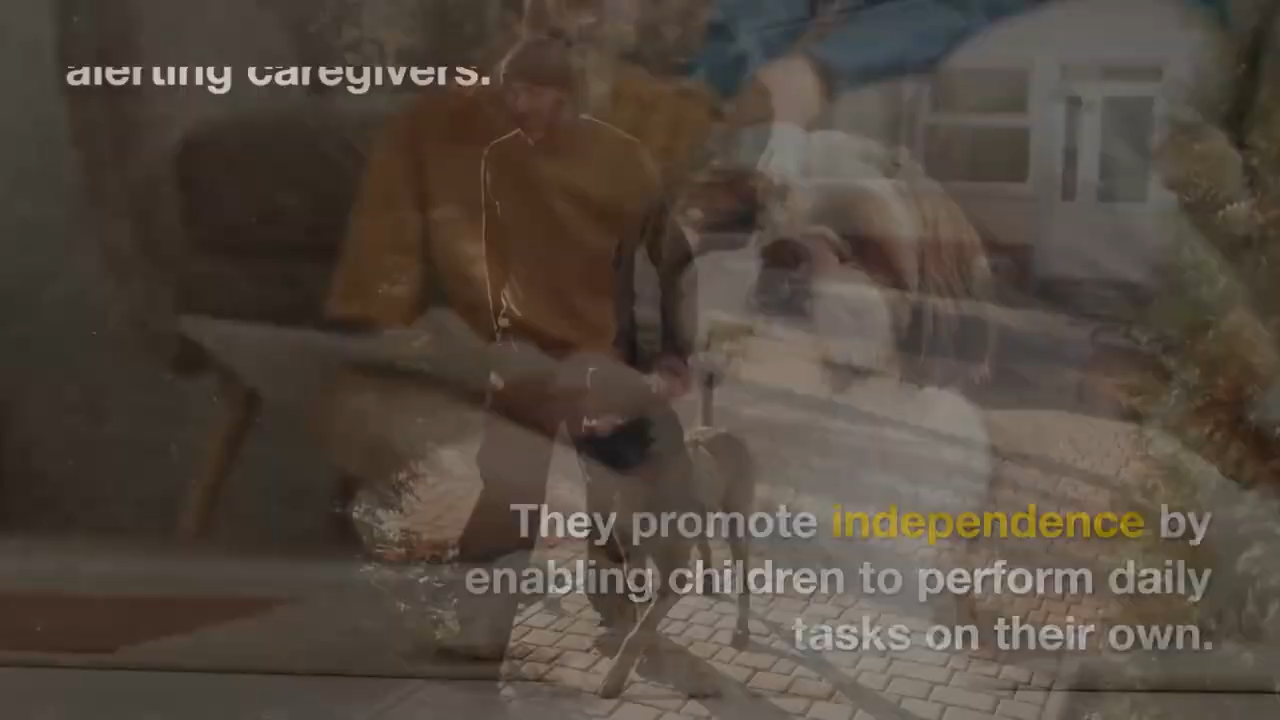 alerting caregivers.
They promote independence by
enabling children to perform daily
tasks on their own.